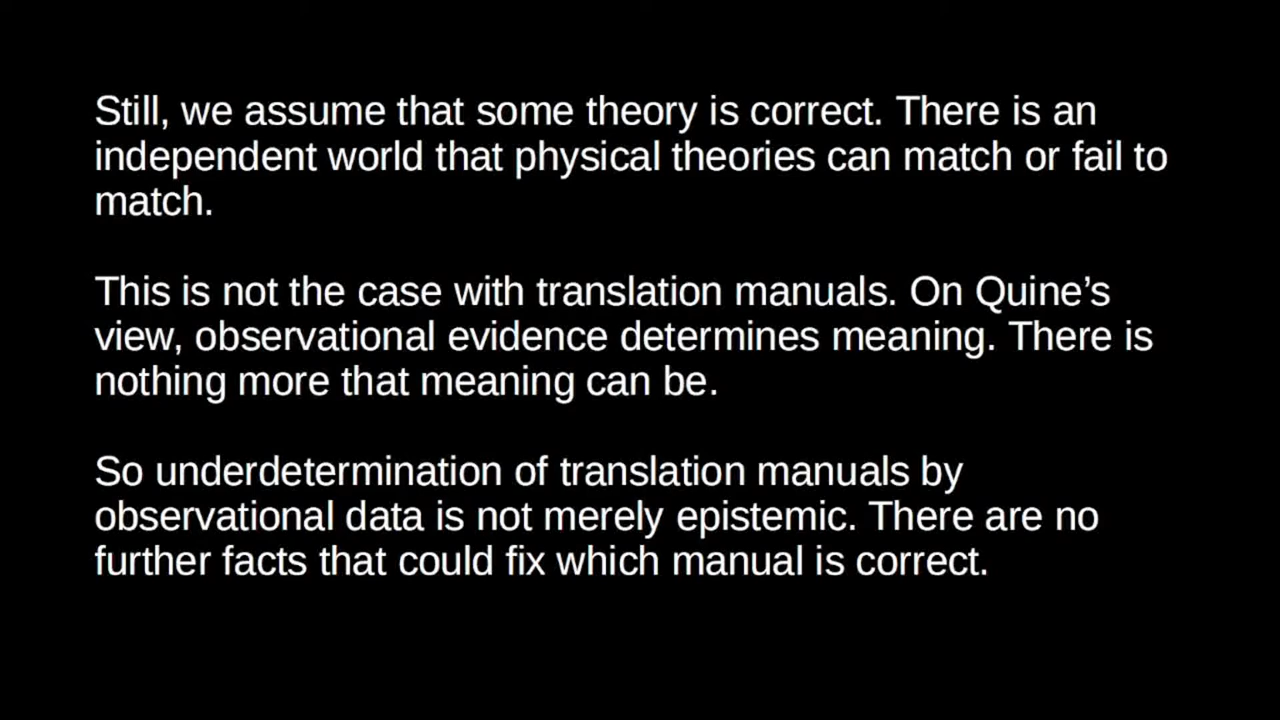 Still, we assume that some theory is correct. There is an
independent world that physical theories can match or fail to
match.
This is not the case with translation manuals. On Quine’s
view, observational evidence determines meaning. There is
nothing more that meaning can be.
So underdetermination of translation manuals by
observational data is not merely epistemic. There are no
further facts that could fix which manual is correct.